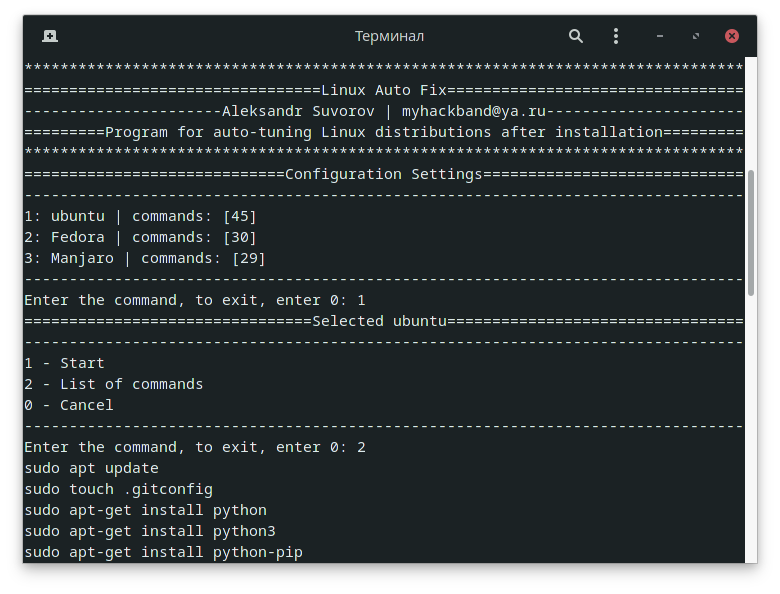 Терминал
********************************************************************************
=================================Linux Auto Fix=================================
----------------------Aleksandr Suvorov | myhackband@ya.ru----------------------
=========Program for auto-tuning Linux distributions after installation=========
********************************************************************************
=============================Configuration Settings=============================
--------------------------------------------------------------------------------
1: ubuntu | commands: [45]
2: Fedora | commands: [30]
3: Manjaro | commands: [29]
--------------------------------------------------------------------------------
Enter the command, to exit, enter 0: 1
================================Selected ubuntu=================================
--------------------------------------------------------------------------------
1 - Start
2 - List of commands
0 - Cancel
--------------------------------------------------------------------------------
Enter the command, to exit, enter 0: 2
sudo apt update
sudo touch .gitconfig
sudo apt-get install python
sudo apt-get install python3
sudo apt-get install python-pip